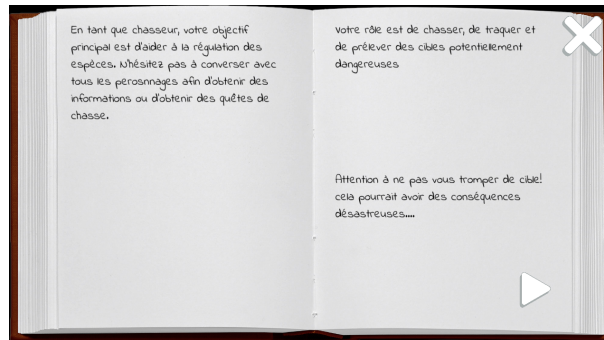 En tant que chasseur, votre objectif
principal est d'aider à la régulation des
espèces. N'hésitez pas à converser avec
tous les perosnnages afin d'obtenir des
informations ou d'obtenir des quêtes de
chasse.
Votre rôle est de chasser, de traquer et
de prélever des cibles potentiellement
dangereuses
Attention à ne pas vous tromper de cible!
cela pourrait avoir des conséquences
désastreuses....